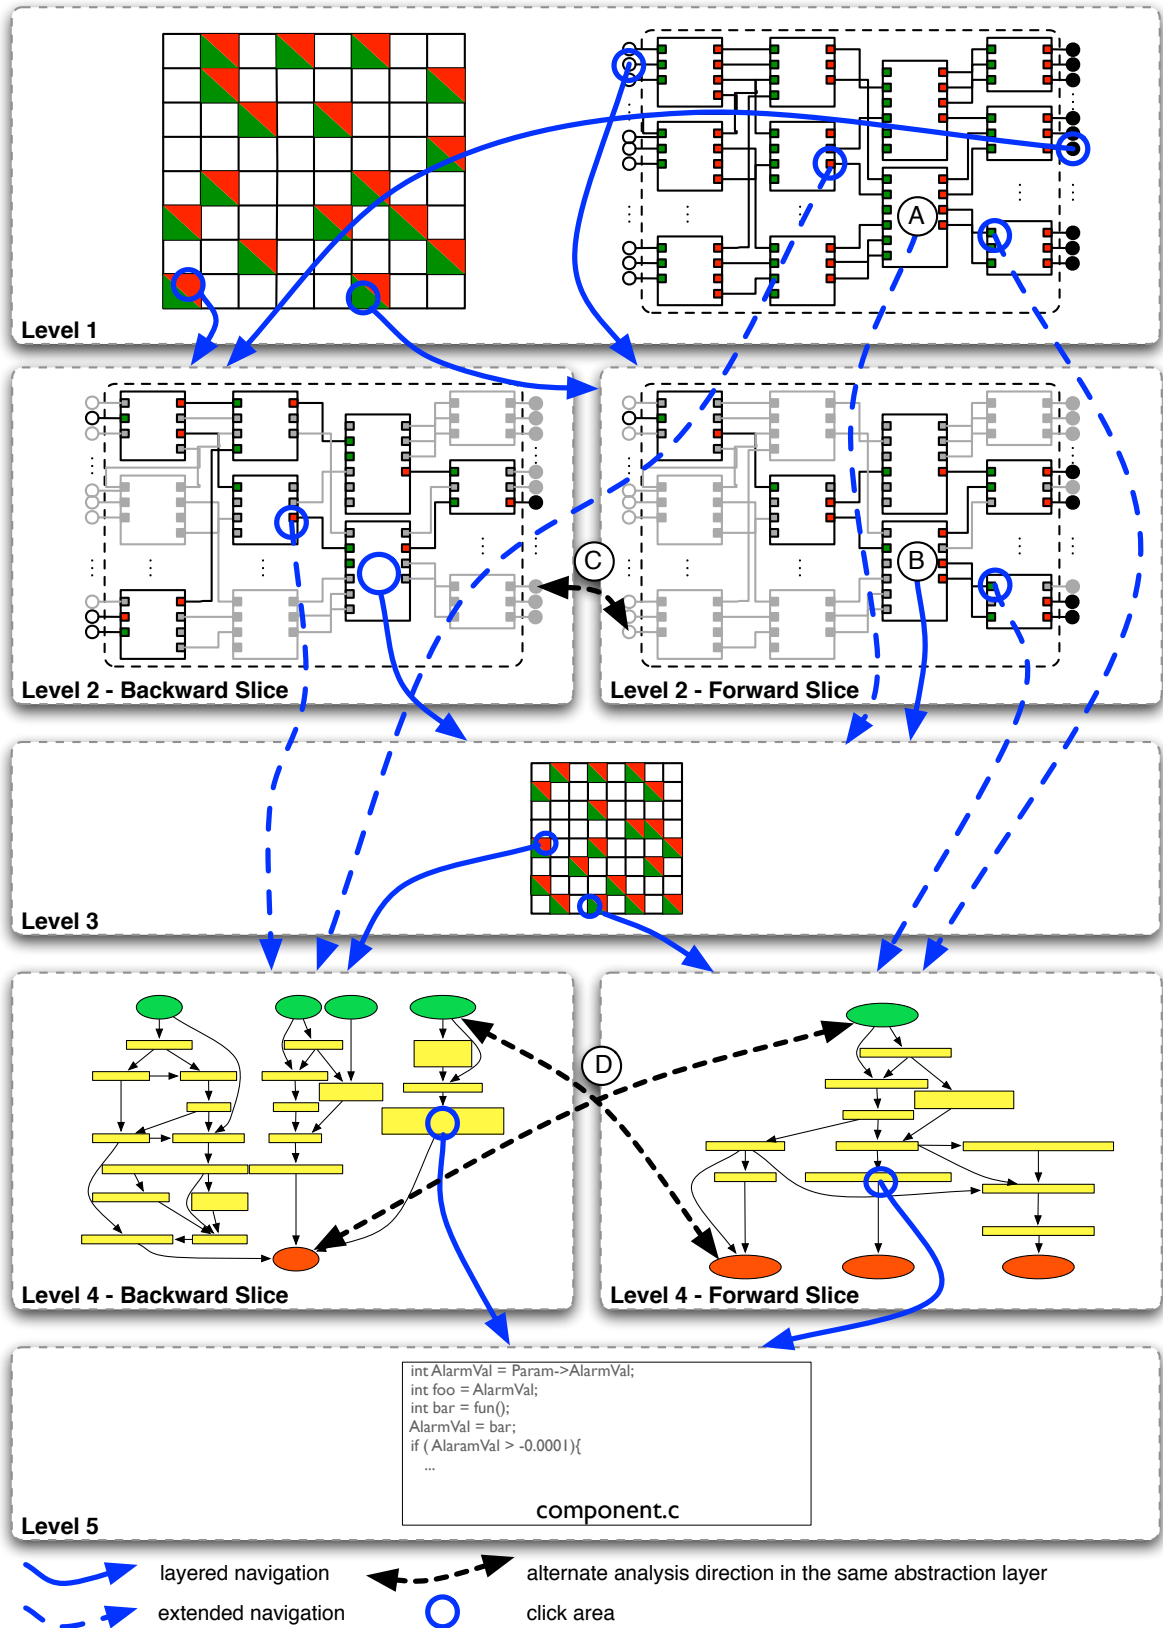 A
Level 1
C
B
Level 2 - Backward Slice
Level 2 - Forward Slice
Level 3
D
Level 4 - Backward Slice
Level 4 - Forward Slice
int AlarmVal = Param->AlarmVal;
int foo = AlarmVal;
int bar = fun();
AlarmVal = bar;
if ( AlaramVal > -0.0001){
...
component.c
Level 5
layered navigation
alternate analysis direction in the same abstraction layer
extended navigation
click area